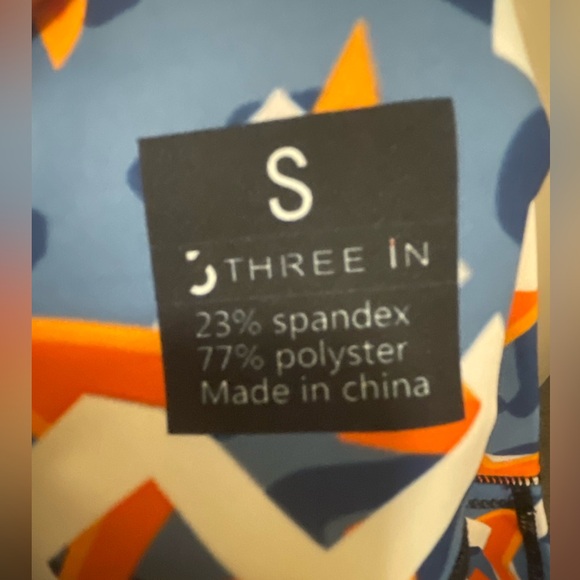 S
THREE iN
23% spandex
77% polyster
Made in china